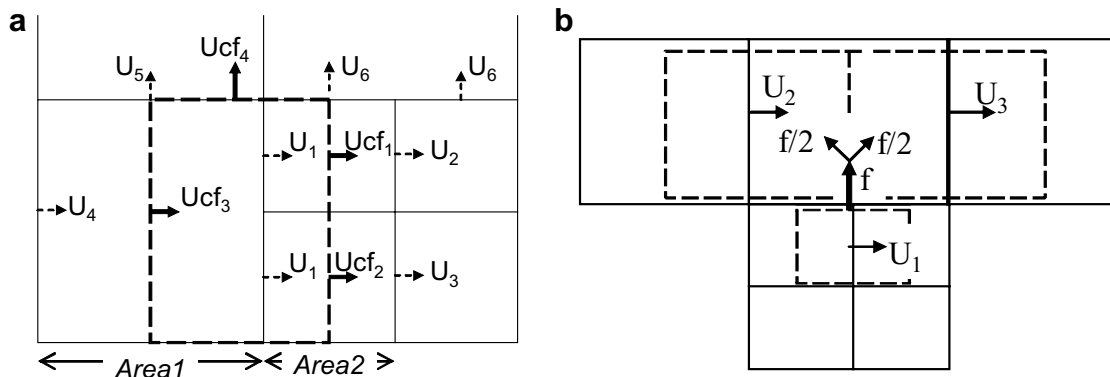 a
b
Ucf₄
U₅
U₆
U₆
U₂
U₃
U₁
Ucf₁
U₂
f/2
f/2
U₄
Ucf₃
f
U₁
Ucf₂
U₃
U₁
Area1
Area2